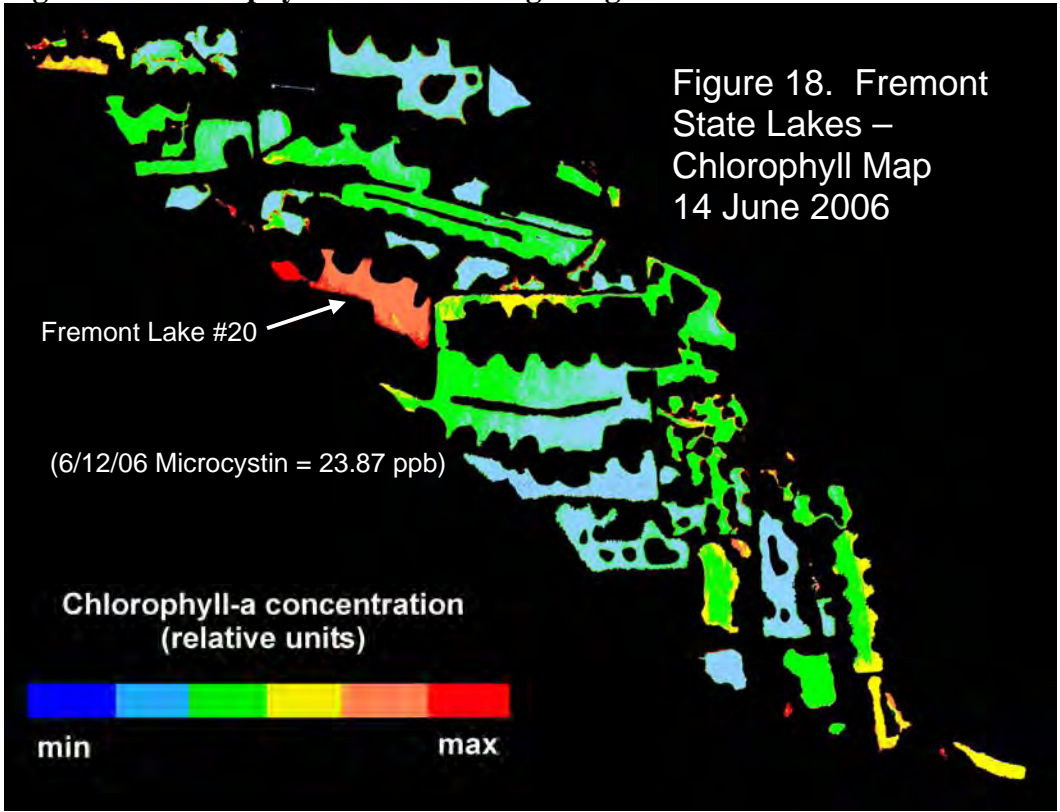 Figure 18. Fremont
State Lakes –
Chlorophyll Map
14 June 2006
Fremont Lake #20
(6/12/06 Microcystin = 23.87 ppb)
Chlorophyll-a concentration
(relative units)
min max